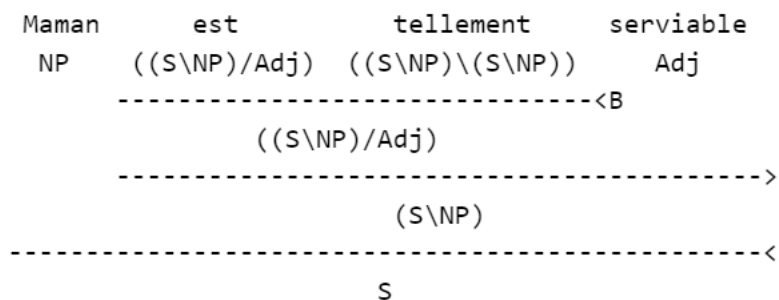 Maman est tellement serviable
NP ((S\NP)/Adj) ((S\NP)\(S\NP)) Adj
-------------------------------<B
((S\NP)/Adj)
------------------------------------------>
(S\NP)
-------------------------------------------------<
S